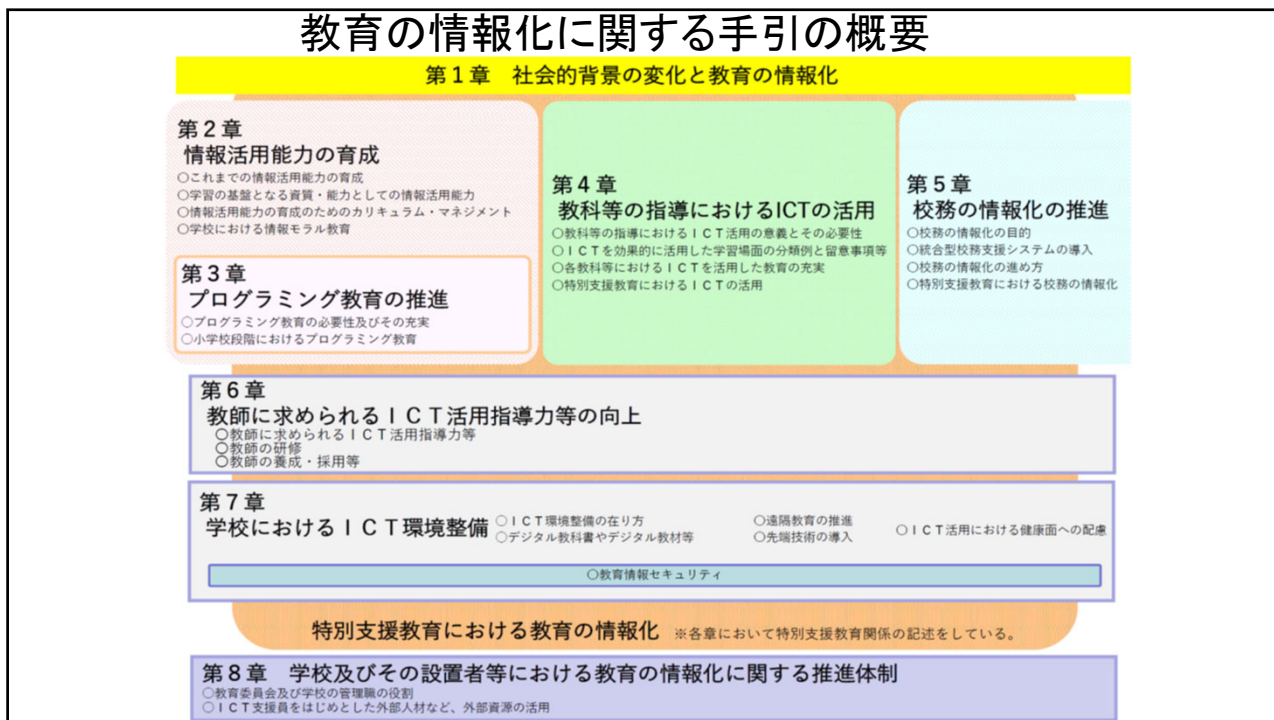 教育の情報化に関する手引の概要
第1章　社会的背景の変化と教育の情報化
第2章
情報活用能力の育成
○これまでの情報活用能力の育成
○学習の基盤となる資質・能力としての情報活用能力
○情報活用能力の育成のためのカリキュラム・マネジメント
○学校における情報モラル教育
第3章
プログラミング教育の推進
○プログラミング教育の必要性及びその充実
○小学校段階におけるプログラミング教育
第4章
教科等の指導におけるICTの活用
○教科等の指導におけるＩＣＴ活用の意義とその必要性
○ＩＣＴを効果的に活用した学習場面の分類例と留意事項等
○各教科等におけるＩＣＴを活用した教育の充実
○特別支援教育におけるＩＣＴの活用
第5章
校務の情報化の推進
○校務の情報化の目的
○統合型校務支援システムの導入
○校務の情報化の進め方
○特別支援教育における校務の情報化
第6章
教師に求められるＩＣＴ活用指導力等の向上
○教師に求められるＩＣＴ活用指導力等
○教師の研修
○教師の養成・採用等
第7章
学校におけるＩＣＴ環境整備
○ＩＣＴ環境整備の在り方
○デジタル教科書やデジタル教材等
○遠隔教育の推進
○先端技術の導入
○ＩＣＴ活用における健康面への配慮
○教育情報セキュリティ
特別支援教育における教育の情報化　※各章において特別支援教育関係の記述をしている。
第8章　学校及びその設置者等における教育の情報化に関する推進体制
○教育委員会及び学校の管理職の役割
○ＩＣＴ支援員をはじめとした外部人材など、外部資源の活用